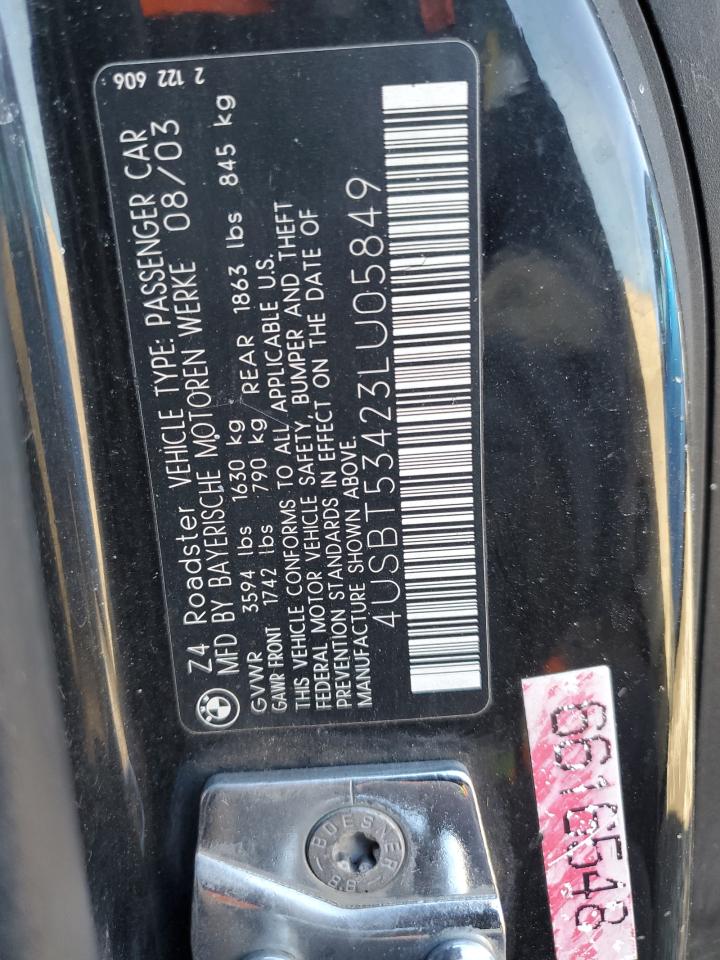 Z4 Roadster VEHICLE TYPE: PASSENGER CAR
MFD BY BAYERISCHE MOTOREN WERKE 08/03
GVWR 3594 lbs 1630 kg REAR 1863 lbs 845 kg
GAWR FRONT 1742 lbs 790 kg
THIS VEHICLE CONFORMS TO ALL APPLICABLE U.S.
FEDERAL MOTOR VEHICLE SAFETY, BUMPER AND THEFT
PREVENTION STANDARDS IN EFFECT ON THE DATE OF
MANUFACTURE SHOWN ABOVE.
4USBT53423LU05849
2 122 606
BOESNER
8.8